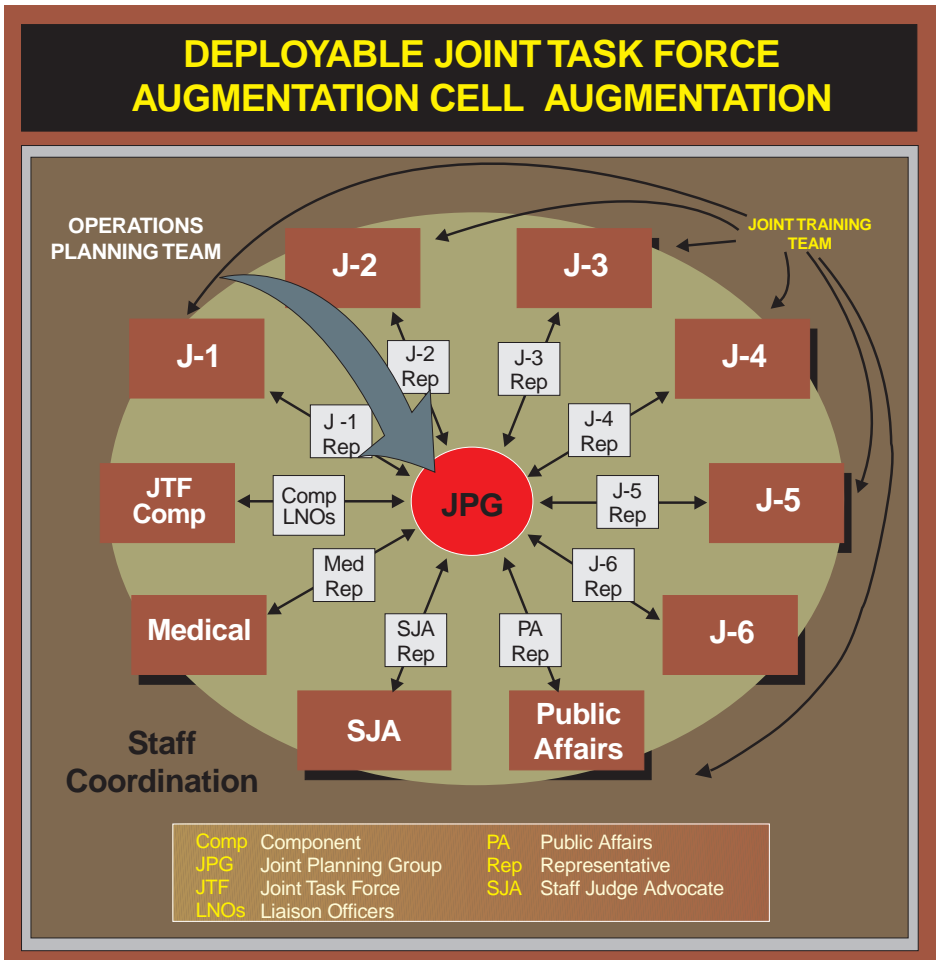 DEPLOYABLE JOINT TASK FORCE
AUGMENTATION CELL AUGMENTATION
OPERATIONS
PLANNING TEAM
JOINT TRAINING
TEAM
J-2
J-3
J-1
J-4
J-2
Rep
J-3
Rep
J -1
Rep
J-4
Rep
JTF
Comp
Comp
LNOs
JPG
J-5
Rep
J-5
Med
Rep
J-6
Rep
Medical
SJA
Rep
PA
Rep
J-6
SJA
Public
Affairs
Staff
Coordination
Comp Component
JPG Joint Planning Group
JTF Joint Task Force
LNOs Liaison Officers
PA Public Affairs
Rep Representative
SJA Staff Judge Advocate